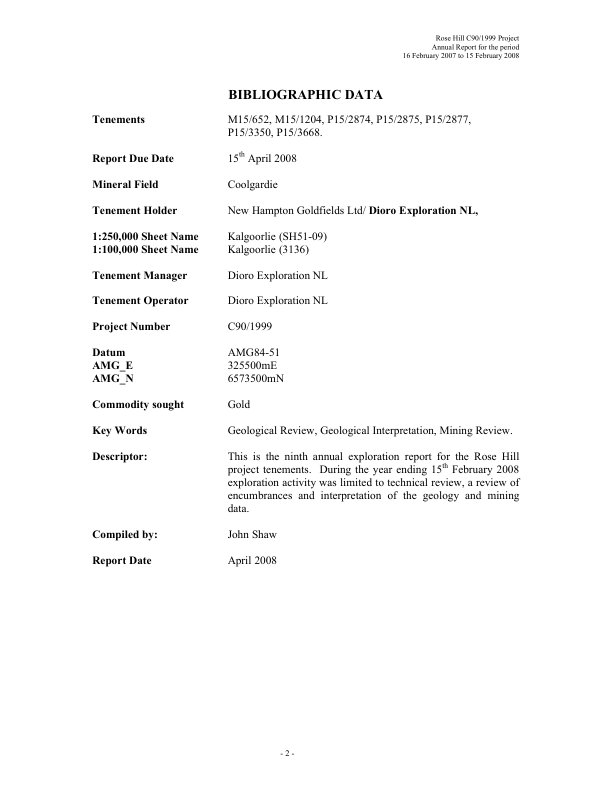 Rose Hill C90/1999 Project
Annual Report for the period
16 February 2007 to 15 February 2008
BIBLIOGRAPHIC DATA
Tenements M15/652, M15/1204, P15/2874, P15/2875, P15/2877,
P15/3350, P15/3668.
Report Due Date 15th April 2008
Mineral Field Coolgardie
Tenement Holder New Hampton Goldfields Ltd/ Dioro Exploration NL,
1:250,000 Sheet Name Kalgoorlie (SH51-09)
1:100,000 Sheet Name Kalgoorlie (3136)
Tenement Manager Dioro Exploration NL
Tenement Operator Dioro Exploration NL
Project Number C90/1999
Datum AMG84-51
AMG_E 325500mE
AMG_N 6573500mN
Commodity sought Gold
Key Words Geological Review, Geological Interpretation, Mining Review.
Descriptor: This is the ninth annual exploration report for the Rose Hill
project tenements. During the year ending 15th February 2008
exploration activity was limited to technical review, a review of
encumbrances and interpretation of the geology and mining
data.
Compiled by: John Shaw
Report Date April 2008
- 2 -